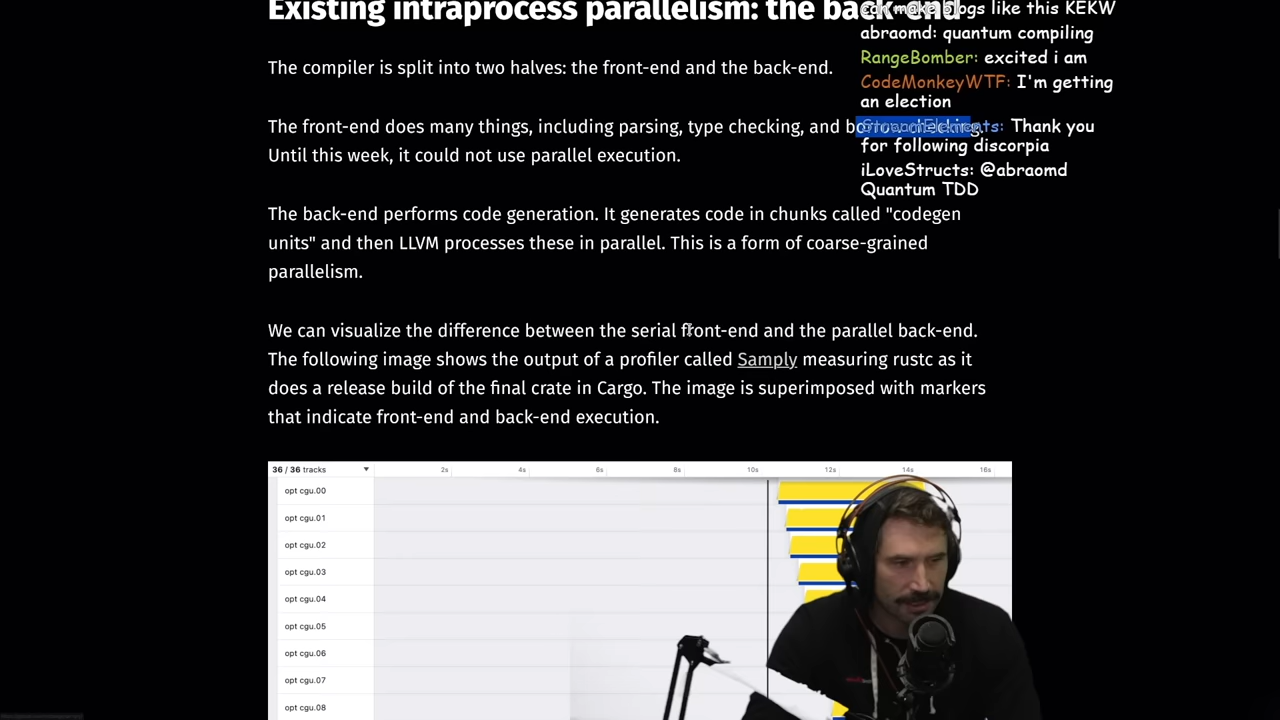 Existing intraprocess parallelism: the back-end
can make blogs like this KEKW
abraomd: quantum compiling
The compiler is split into two halves: the front-end and the back-end.
RangeBomber: excited i am
CodeMonkeyWTF: I'm getting
an election
The front-end does many things, including parsing, type checking, and borrow checking.
StreamElements: Thank you
for following discorpia
Until this week, it could not use parallel execution.
iLoveStructs: @abraomd
Quantum TDD
The back-end performs code generation. It generates code in chunks called "codegen
units" and then LLVM processes these in parallel. This is a form of coarse-grained
parallelism.
We can visualize the difference between the serial front-end and the parallel back-end.
The following image shows the output of a profiler called Samply measuring rustc as it
does a release build of the final crate in Cargo. The image is superimposed with markers
that indicate front-end and back-end execution.
36 / 36 tracks 2s 4s 6s 8s 10s 12s 14s 16s
opt cgu.00
opt cgu.01
opt cgu.02
opt cgu.03
opt cgu.04
opt cgu.05
opt cgu.06
opt cgu.07
opt cgu.08